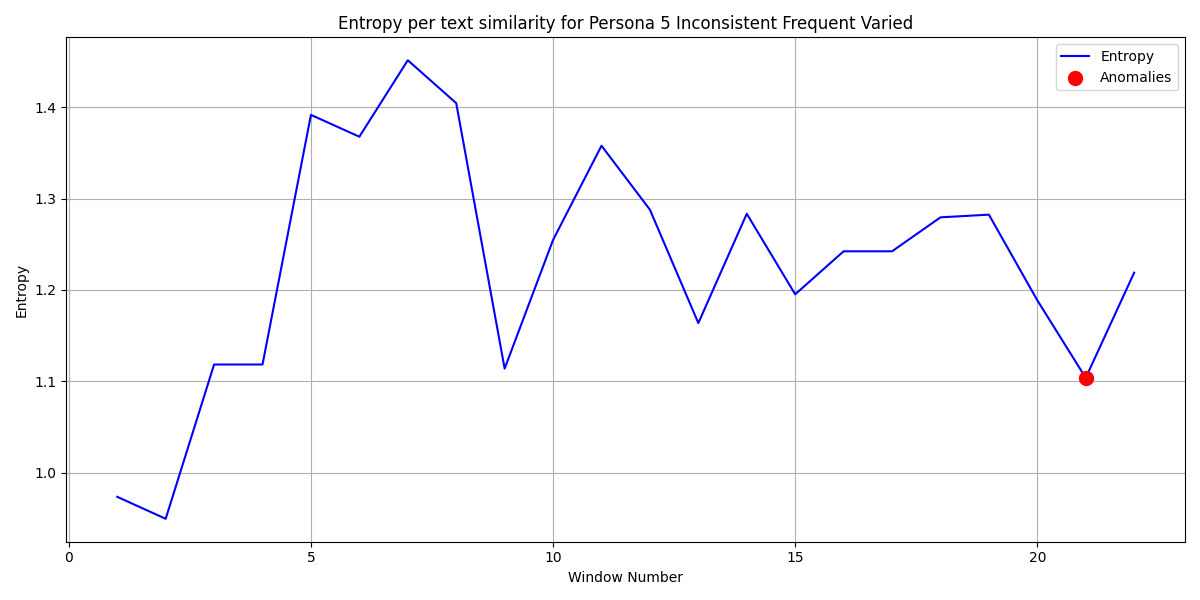 Entropy per text similarity for Persona 5 Inconsistent Frequent Varied
Entropy
Anomalies
1.4
1.3
1.2
1.1
1.0
Entropy
0
5
10
15
20
Window Number